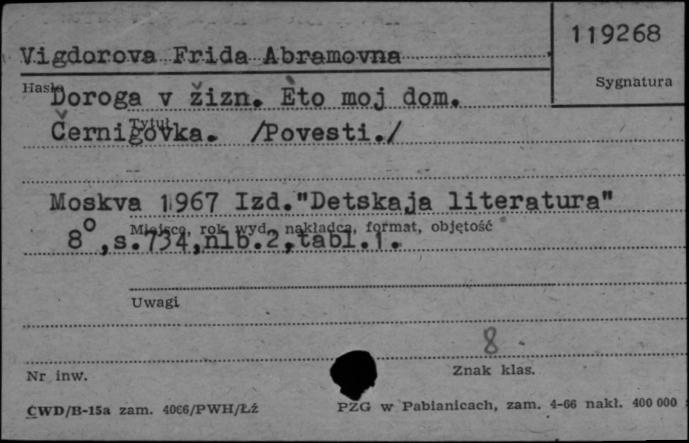 119268
Vigdorova Frida Abramovna
Sygnatura
Hasło
Doroga v žizn. Èto moj dom.
Tytuł
Černigovka. /Povesti./
Moskva 1967 Izd."Detskaja literatura"
Miejsce, rok wyd., nakładca, format, objętość
8°,s.734,nlb.2,tabl.1.
Uwagi
8
Nr inw.
Znak klas.
CWD/B-15a zam. 4066/PWH/Łź
PZG w Pabianicach, zam. 4-66 nakł. 400 000